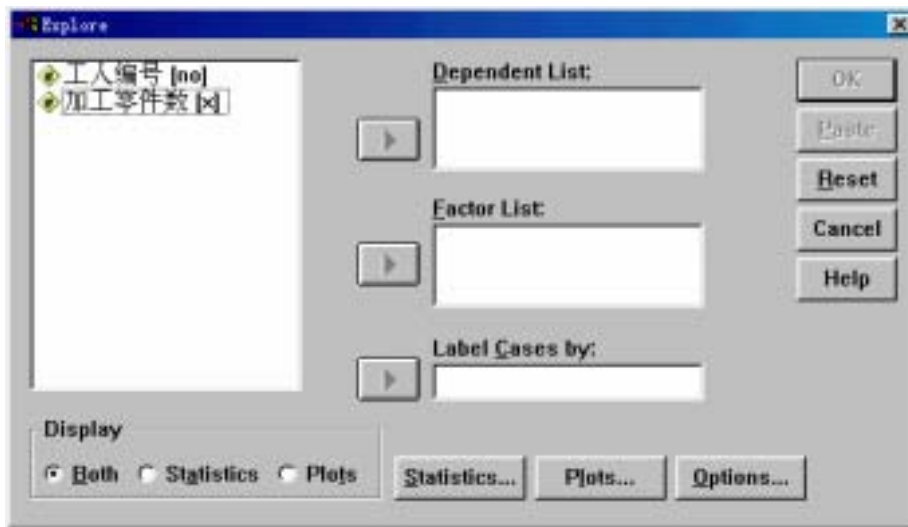 Explore
工人编号 [no]
加工零件数 [x]
Dependent List:
Factor List:
Label Cases by:
OK
Paste
Reset
Cancel
Help
Display
Both Statistics Plots
Statistics... Plots... Options...